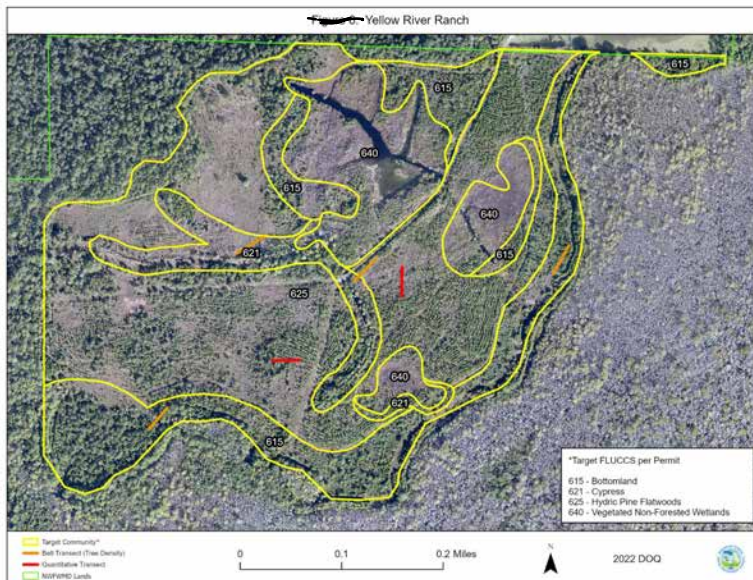 Figure 6. Yellow River Ranch
615
615
640
615
640
615
621
625
640
621
615
*Target FLUCCS per Permit
615 - Bottomland
621 - Cypress
625 - Hydric Pine Flatwoods
640 - Vegetated Non-Forested Wetlands
Target Community*
Belt Transect (Tree Density)
Quantitative Transect
NWFWMD Lands
0 0.1 0.2 Miles
N
2022 DOQ